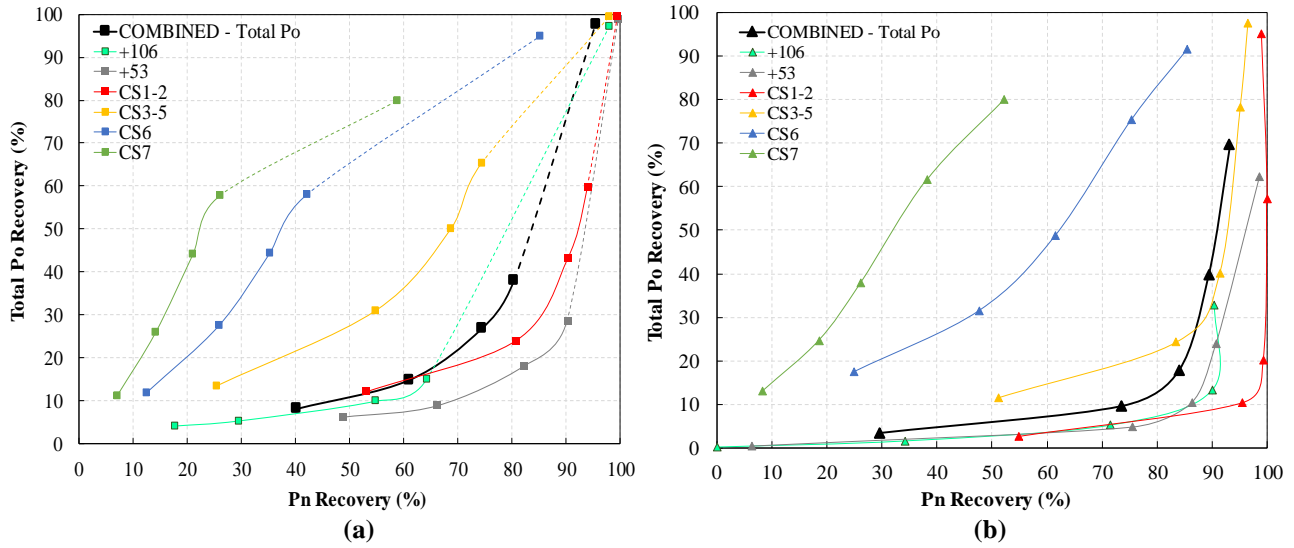 100
90
80
70
60
50
40
30
20
10
0
Total Po Recovery (%)
COMBINED - Total Po
+106
+53
CS1-2
CS3-5
CS6
CS7
0 10 20 30 40 50 60 70 80 90 100
Pn Recovery (%)
(a)
100
90
80
70
60
50
40
30
20
10
0
Total Po Recovery (%)
COMBINED - Total Po
+106
+53
CS1-2
CS3-5
CS6
CS7
0 10 20 30 40 50 60 70 80 90 100
Pn Recovery (%)
(b)